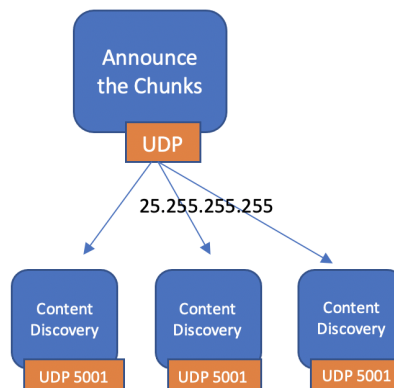 Announce
the Chunks
UDP
25.255.255.255
Content
Discovery
UDP 5001
Content
Discovery
UDP 5001
Content
Discovery
UDP 5001